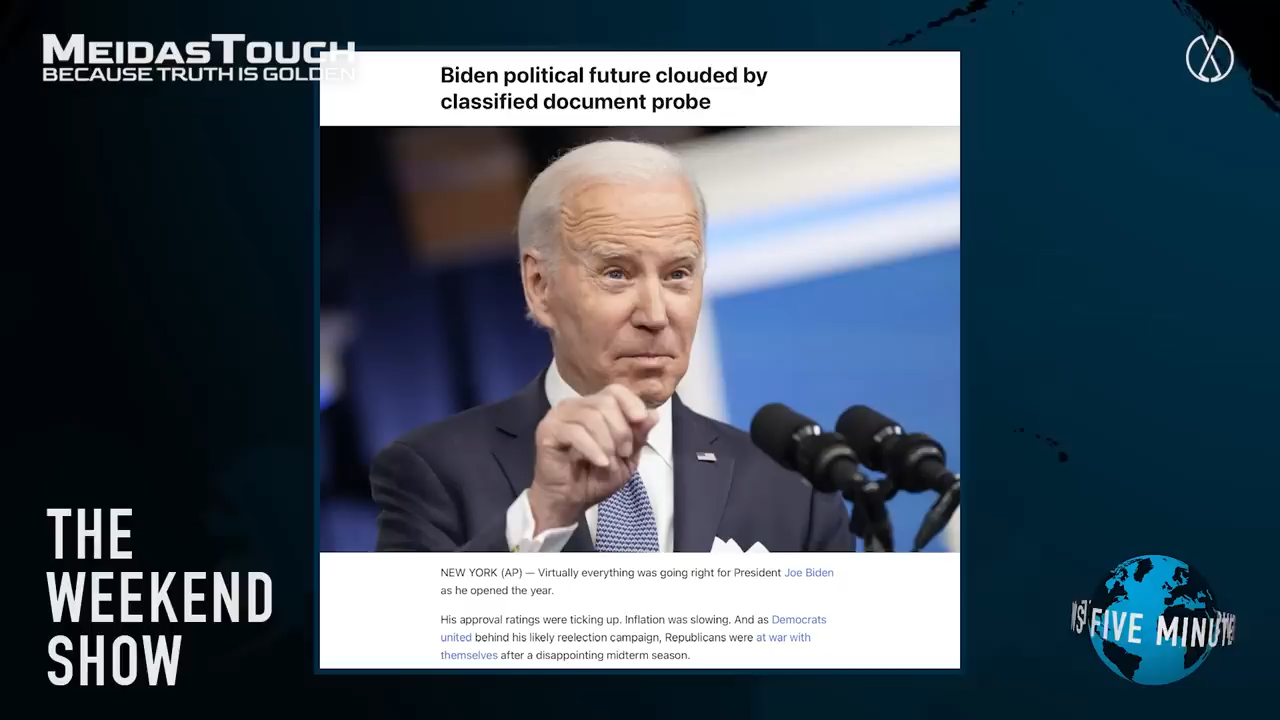 MEIDASTOUCH
BECAUSE TRUTH IS GOLDEN
Biden political future clouded by
classified document probe
NEW YORK (AP) — Virtually everything was going right for President Joe Biden
as he opened the year.
His approval ratings were ticking up. Inflation was slowing. And as Democrats
united behind his likely reelection campaign, Republicans were at war with
themselves after a disappointing midterm season.
THE
WEEKEND
SHOW
FIVE